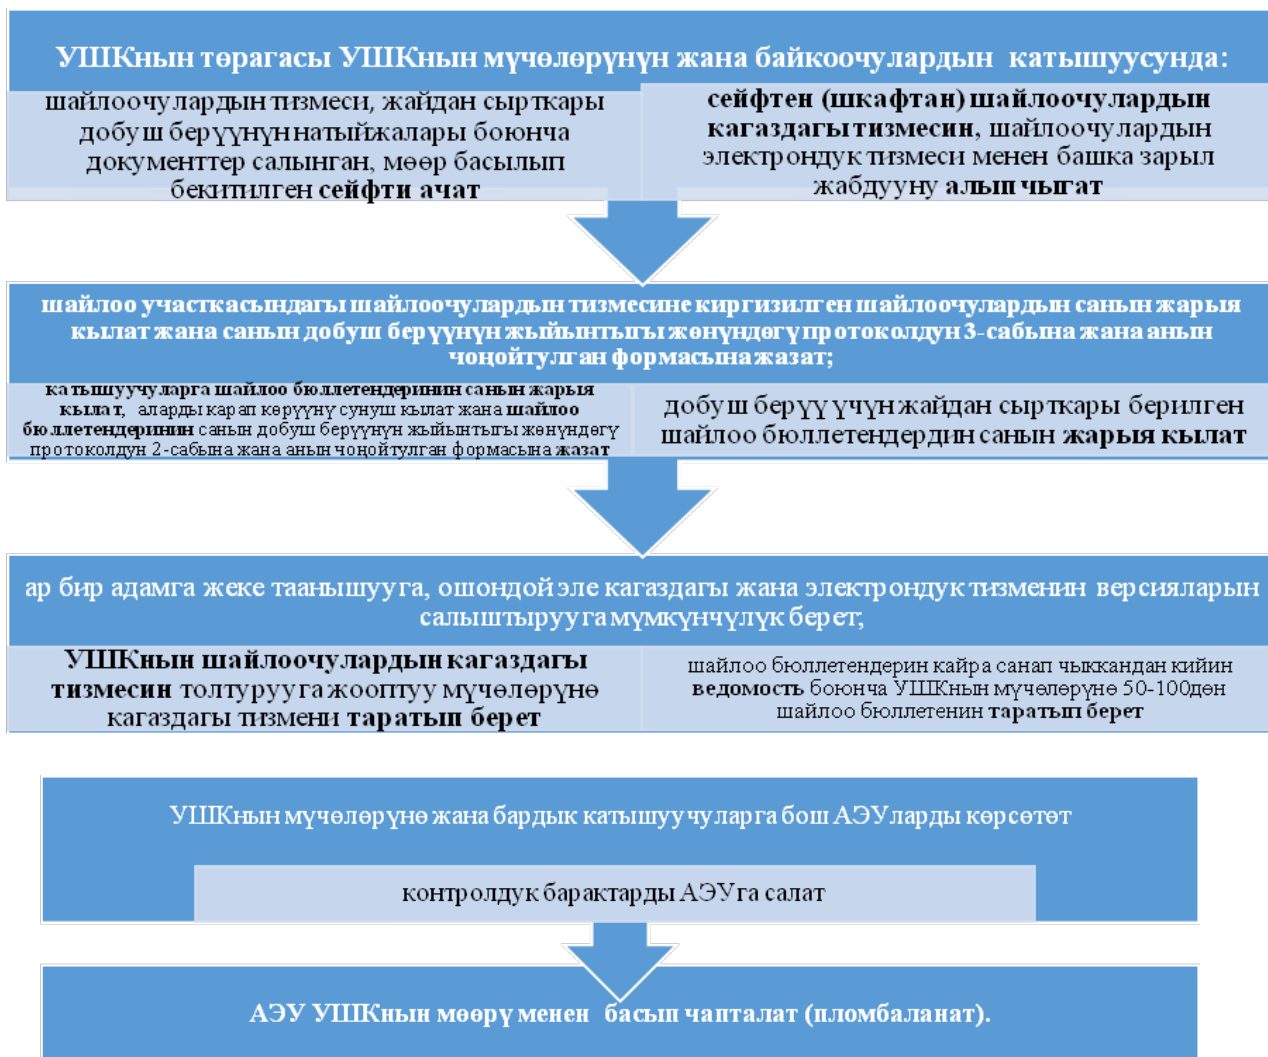 УШКнын төрагасы УШКнын мүчөлөрүнүн жана байкоочулардын катышуусунда:
шайлоочулардын тизмеси, жайдан сырткары
добуш берүүнүн натыйжалары боюнча
документтер салынган, мөөр басылып
бекитилген сейфти ачат
сейфтен (шкафтан) шайлоочулардын
кагаздагы тизмесин, шайлоочулардын
электрондук тизмеси менен башка зарыл
жабдууну алып чыгат
шайлоо участкасындагы шайлоочулардын тизмесине киргизилген шайлоочулардын санын жарыя
кылат жана санын добуш берүүнүн жыйынтыгы жөнүндөгү протоколдун 3-сабына жана анын
чоңойтулган формасына жазат;
катышуучуларга шайлоо бюллетендеринин санын жарыя
кылат, аларды карап көрүүнү сунуш кылат жана шайлоо
бюллетендеринин санын добуш берүүнүн жыйынтыгы жөнүндөгү
протоколдун 2-сабына жана анын чоңойтулган формасына жазат
добуш берүү үчүн жайдан сырткары берилген
шайлоо бюллетендердин санын жарыя кылат
ар бир адамга жеке таанышууга, ошондой эле кагаздагы жана электрондук тизменин версияларын
салыштырууга мүмкүнчүлүк берет;
УШКнын шайлоочулардын кагаздагы
тизмесин толтурууга жооптуу мүчөлөрүнө
кагаздагы тизмени таратып берет
шайлоо бюллетендерин кайра санап чыккандан кийин
ведомость боюнча УШКнын мүчөлөрүнө 50-100дөн
шайлоо бюллетенин таратып берет
УШКнын мүчөлөрүнө жана бардык катышуучуларга бош АЭУларды көрсөтөт
контролдук барактарды АЭУга салат
АЭУ УШКнын мөөрү менен басып чапталат (пломбаланат).